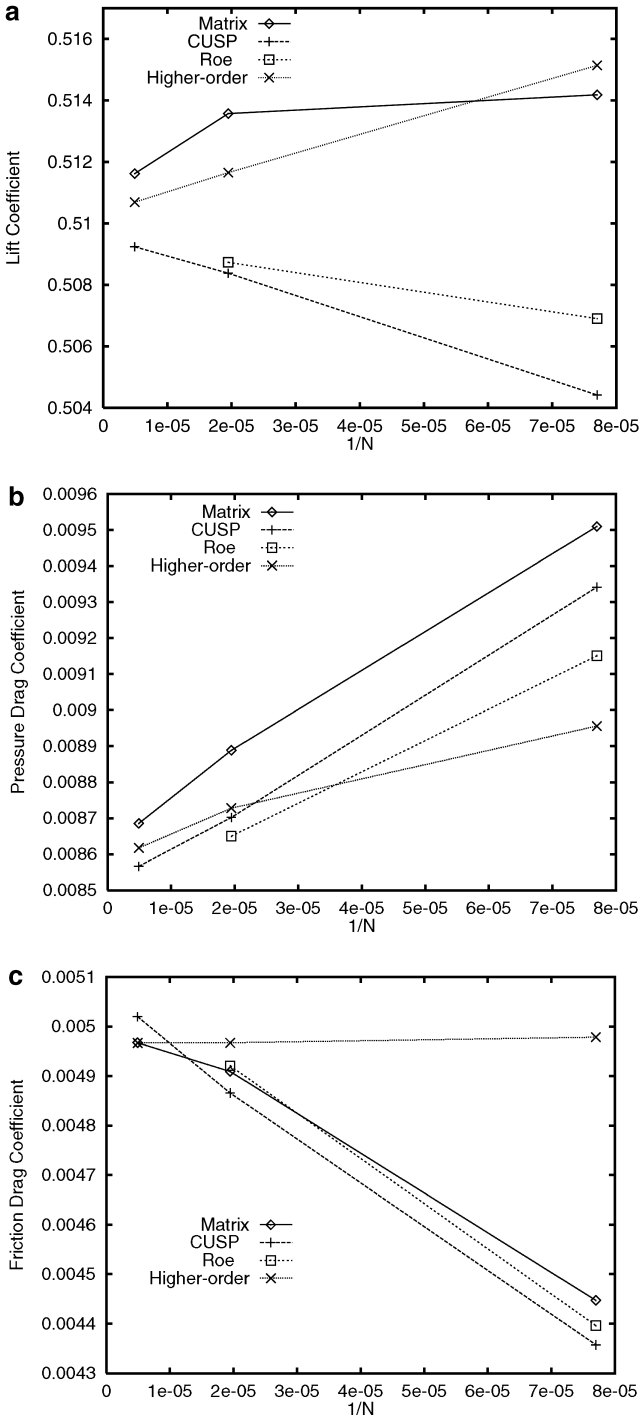 a
Matrix
CUSP
Roe
Higher-order
0.516
0.514
0.512
0.51
0.508
0.506
0.504
Lift Coefficient
0 1e-05 2e-05 3e-05 4e-05 5e-05 6e-05 7e-05 8e-05
1/N
b
Matrix
CUSP
Roe
Higher-order
0.0096
0.0095
0.0094
0.0093
0.0092
0.0091
0.009
0.0089
0.0088
0.0087
0.0086
0.0085
Pressure Drag Coefficient
0 1e-05 2e-05 3e-05 4e-05 5e-05 6e-05 7e-05 8e-05
1/N
c
0.0051
0.005
0.0049
0.0048
0.0047
0.0046
0.0045
0.0044
0.0043
Friction Drag Coefficient
Matrix
CUSP
Roe
Higher-order
0 1e-05 2e-05 3e-05 4e-05 5e-05 6e-05 7e-05 8e-05
1/N